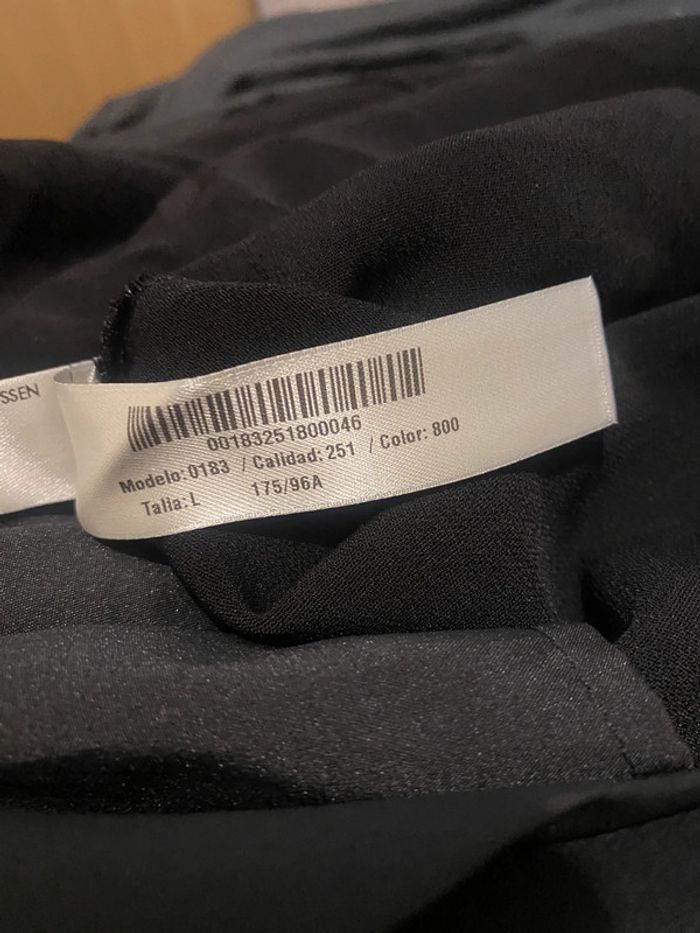 SSEN
00183251800046
Modelo: 0183 / Calidad: 251 / Color: 800
Talla: L 175/96A